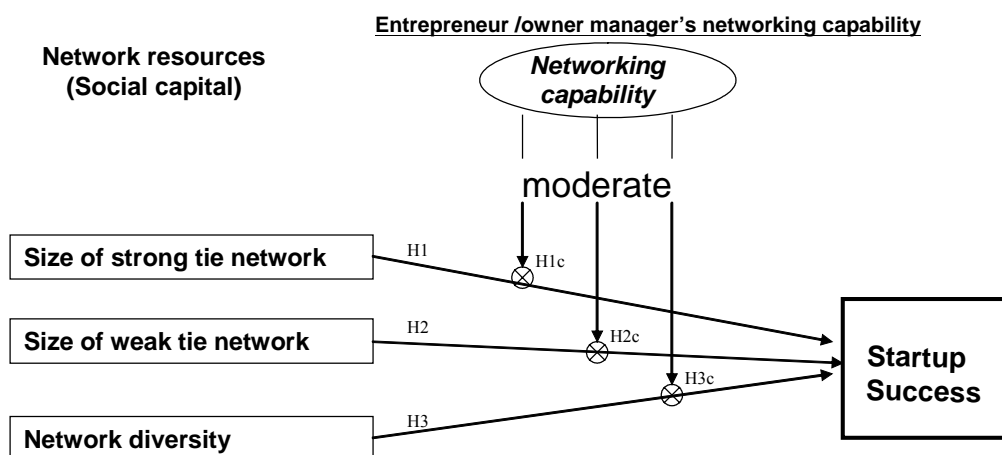 Entrepreneur /owner manager's networking capability
Network resources
(Social capital)
Networking
capability
moderate
Size of strong tie network
H1
H1c
Size of weak tie network
H2
H2c
Startup
Success
H3c
Network diversity
H3